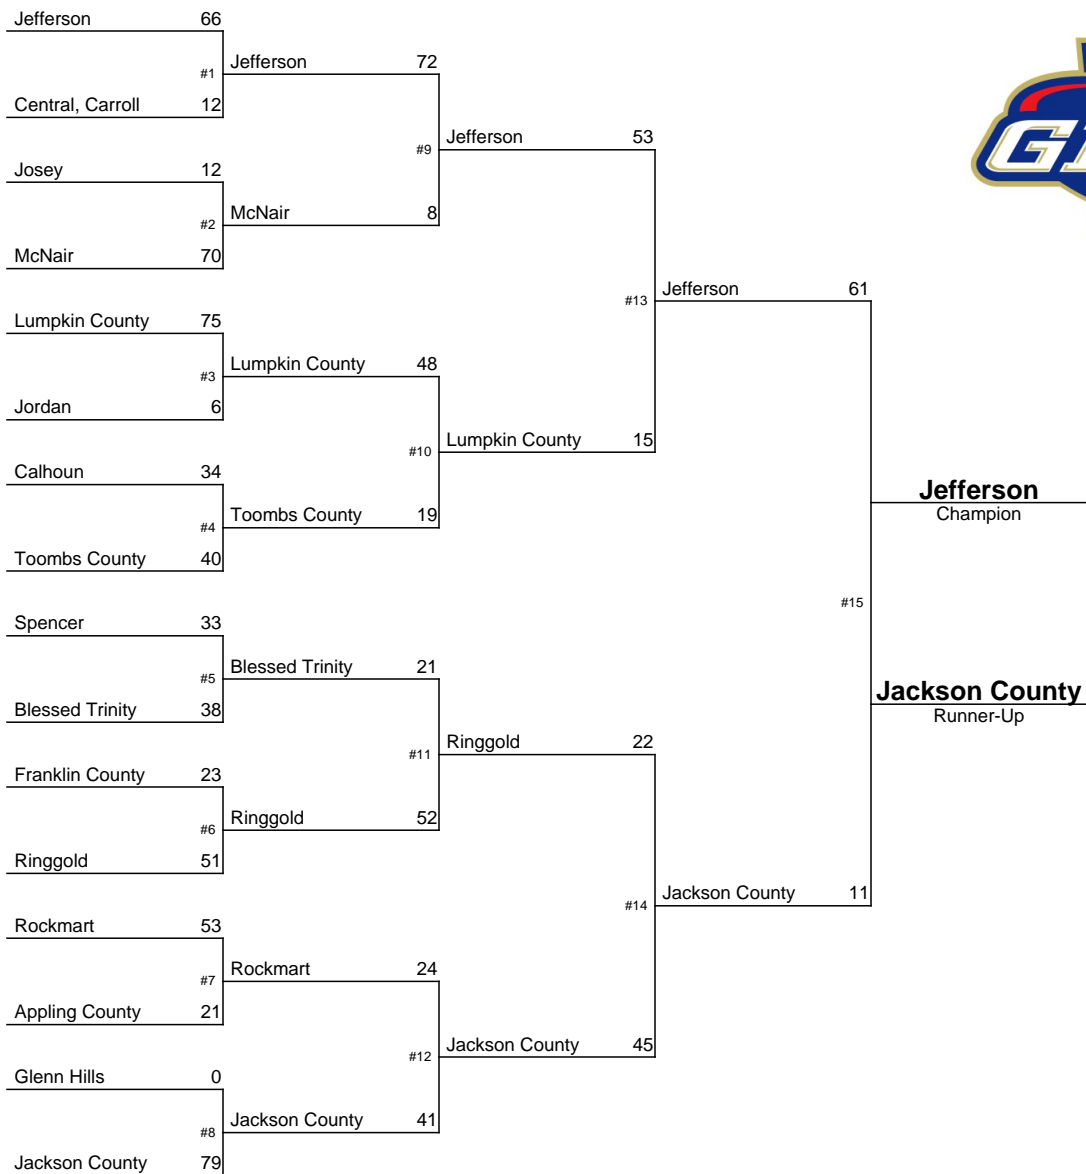 Jefferson 66
#1
Central, Carroll 12
Josey 12
#2
McNair 70
Lumpkin County 75
#3
Jordan 6
Calhoun 34
#4
Toombs County 40
Spencer 33
#5
Blessed Trinity 38
Franklin County 23
#6
Ringgold 51
Rockmart 53
#7
Appling County 21
Glenn Hills 0
#8
Jackson County 79
Jefferson 72
#9
McNair 8
Lumpkin County 48
#10
Toombs County 19
Blessed Trinity 21
#11
Ringgold 52
Rockmart 24
#12
Jackson County 41
Jefferson 53
#13
Lumpkin County 15
Ringgold 22
#14
Jackson County 45
Jefferson 61
#15
Jackson County 11
Jefferson
Champion
Jackson County
Runner-Up